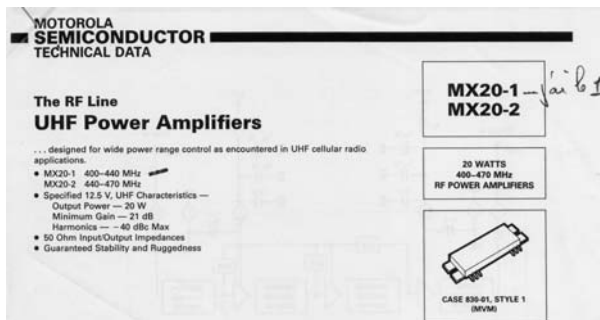 MOTOROLA
SEMICONDUCTOR
TECHNICAL DATA
The RF Line
UHF Power Amplifiers
. . . designed for wide power range control as encountered in UHF cellular radio
applications.
● MX20-1 400–440 MHz
MX20-2 440–470 MHz
● Specified 12.5 V, UHF Characteristics —
Output Power — 20 W
Minimum Gain — 21 dB
Harmonics — −40 dBc Max
● 50 Ohm Input/Output Impedances
● Guaranteed Stability and Ruggedness
MX20-1 — j'ai le 1
MX20-2
20 WATTS
400–470 MHz
RF POWER AMPLIFIERS
CASE 830-01, STYLE 1
(MVM)